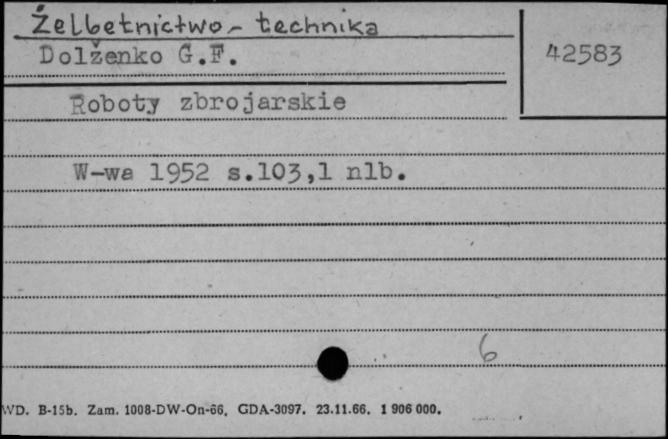 Żelbetnictwo - technika
Dolżenko G.F.
42583
Roboty zbrojarskie
W-wa 1952 s.103,1 nlb.
6
WD. B-15b. Zam. 1008-DW-On-66. GDA-3097. 23.11.66. 1 906 000.